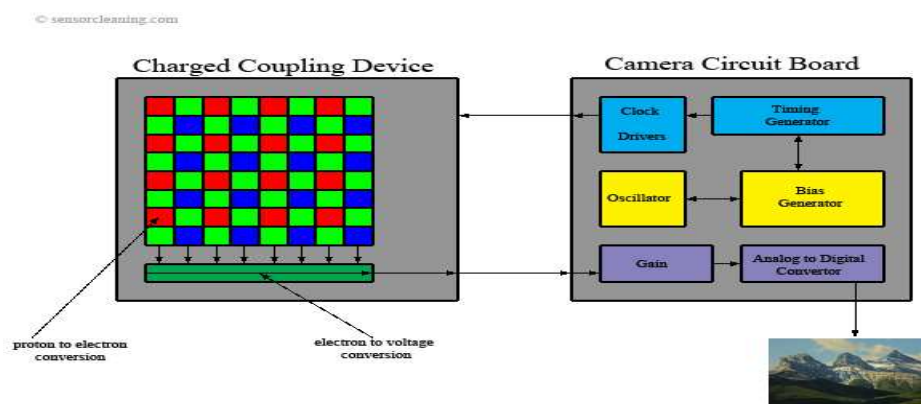 © sensorcleaning.com
Charged Coupling Device
Camera Circuit Board
Clock
Drivers
Timing
Generator
Oscillator
Bias
Generator
Gain
Analog to Digital
Convertor
proton to electron
conversion
electron to voltage
conversion